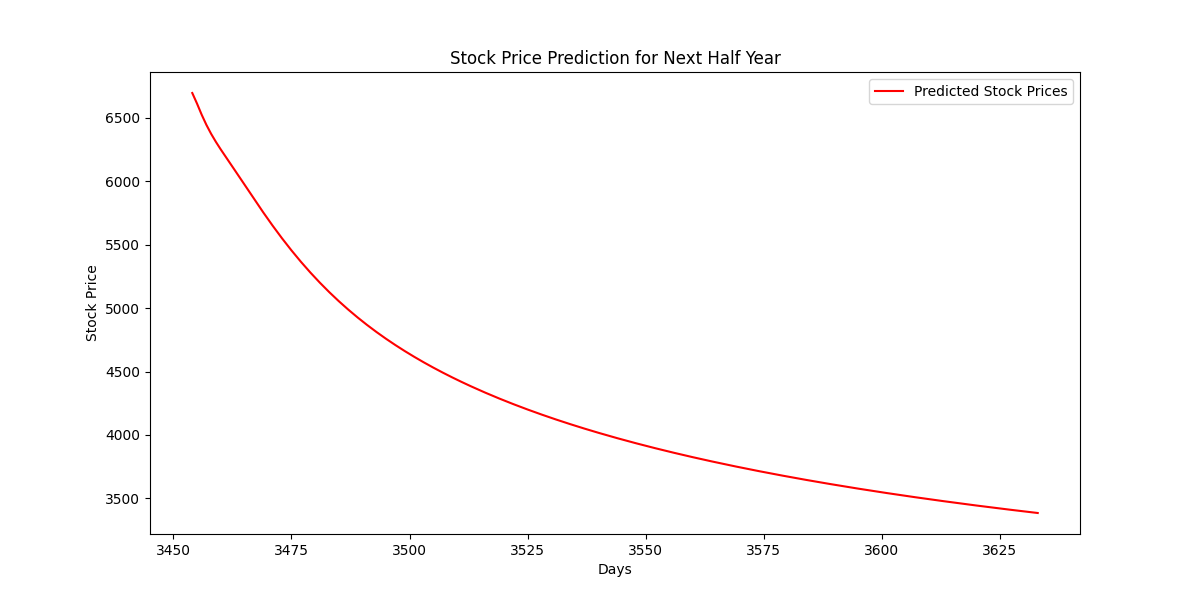 Stock Price Prediction for Next Half Year
Predicted Stock Prices
6500
6000
5500
5000
4500
4000
3500
Stock Price
3450 3475 3500 3525 3550 3575 3600 3625
Days